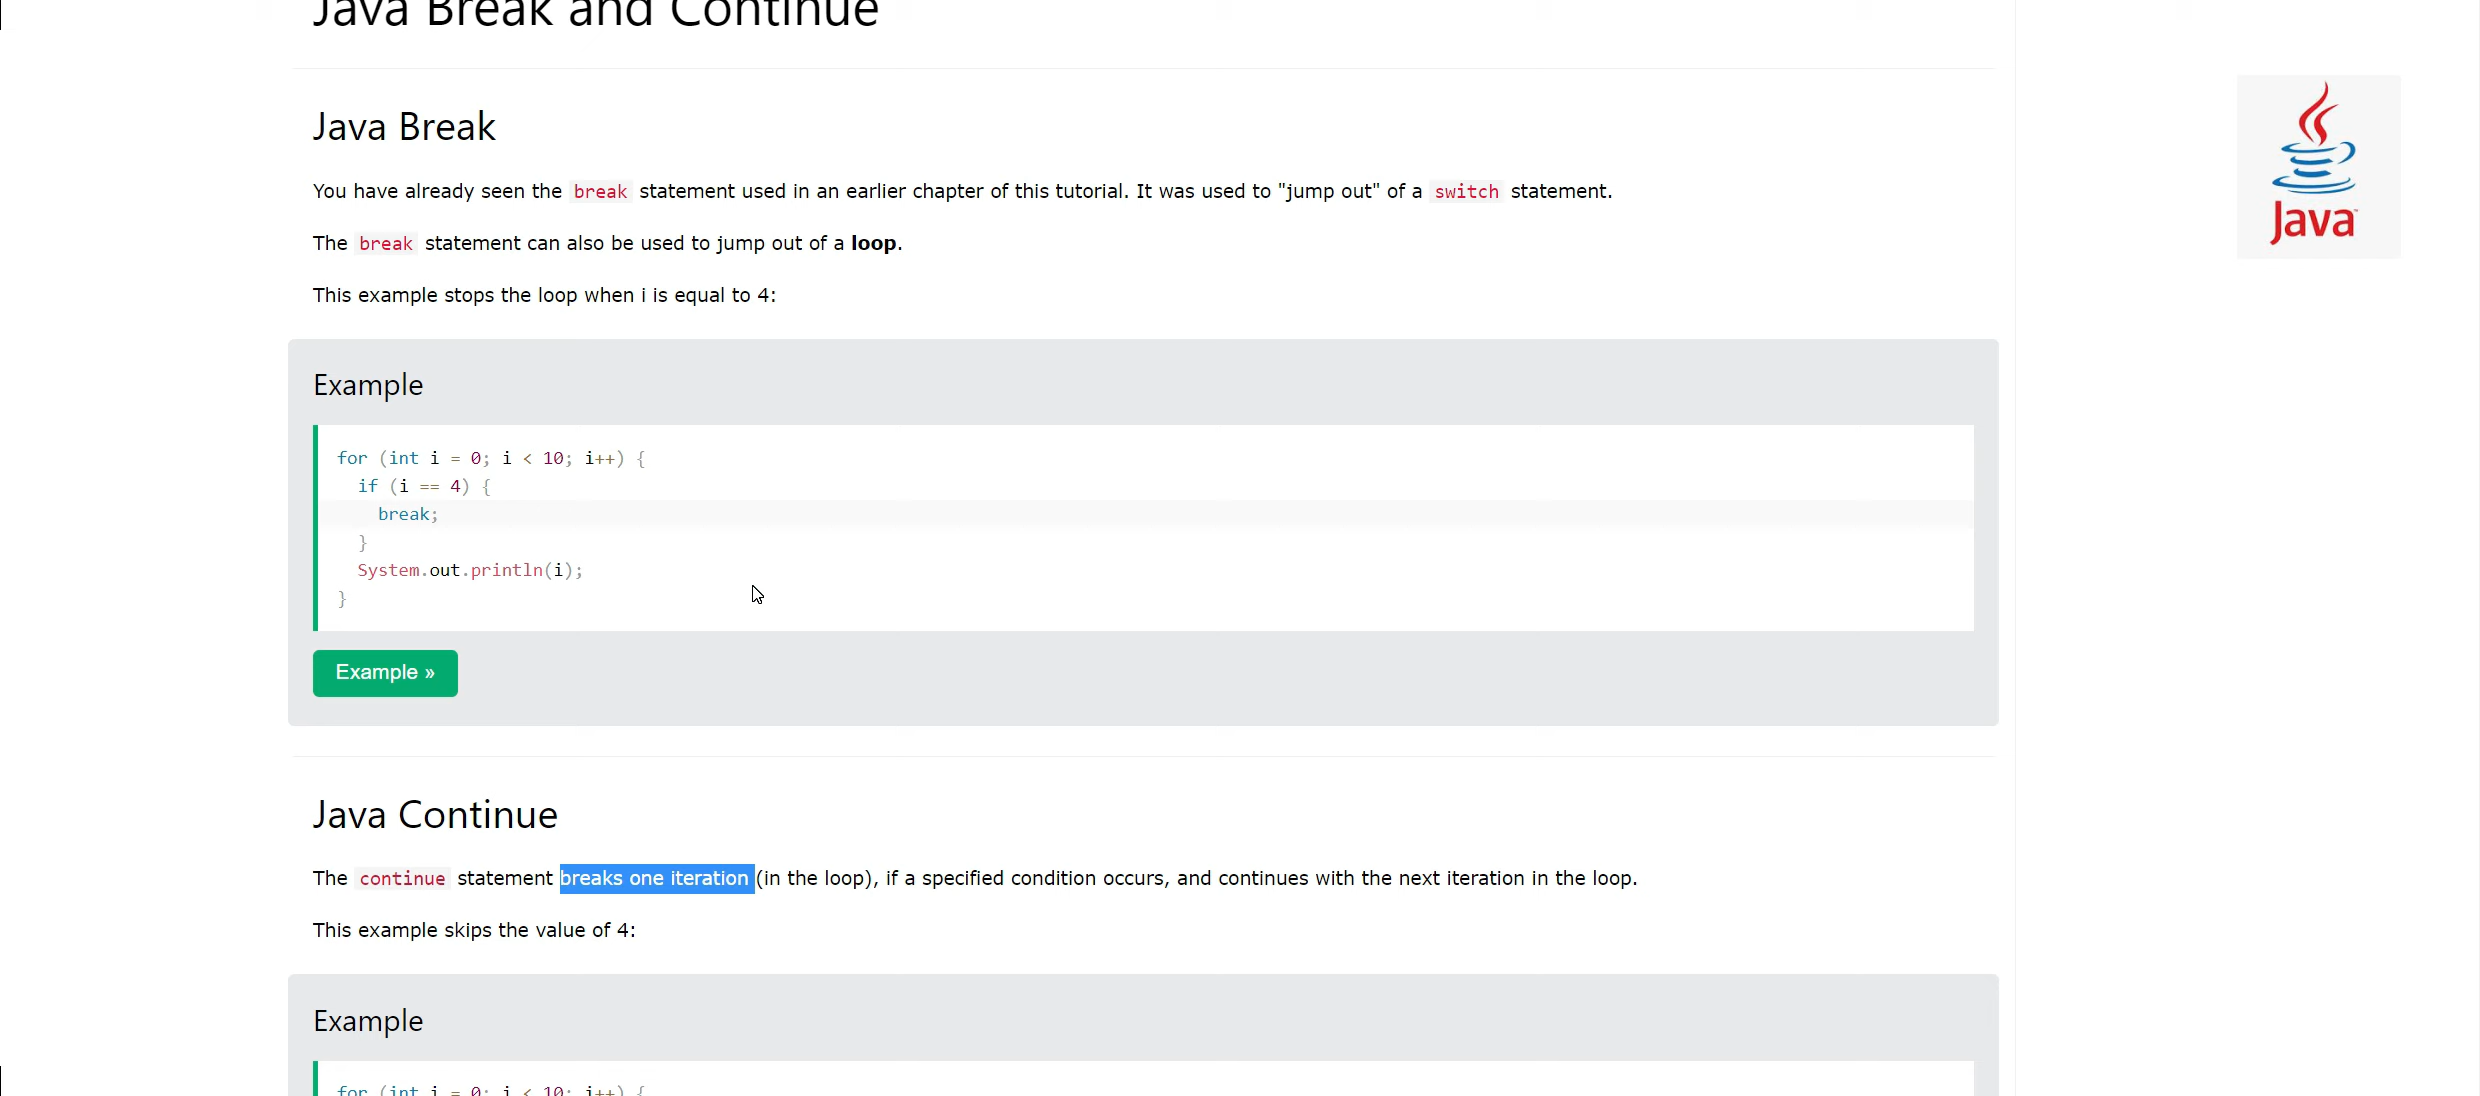 Java Break and Continue
Java Break
You have already seen the break statement used in an earlier chapter of this tutorial. It was used to "jump out" of a switch statement.
The break statement can also be used to jump out of a loop.
This example stops the loop when i is equal to 4:
Example
for (int i = 0; i < 10; i++) {
  if (i == 4) {
    break;
  }
  System.out.println(i);
}
Example »
Java Continue
The continue statement breaks one iteration (in the loop), if a specified condition occurs, and continues with the next iteration in the loop.
This example skips the value of 4:
Example
for (int i = 0; i < 10; i++) {
Java™